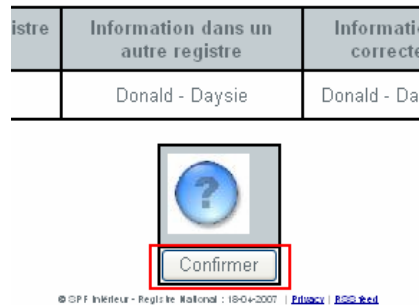 istre
Information dans un
autre registre
Informati
correcte
Donald - Daysie
Donald - Da
?
Confirmer
© SPF Intérieur - Registre National : 18-04-2007 | Privacy | RSS feed